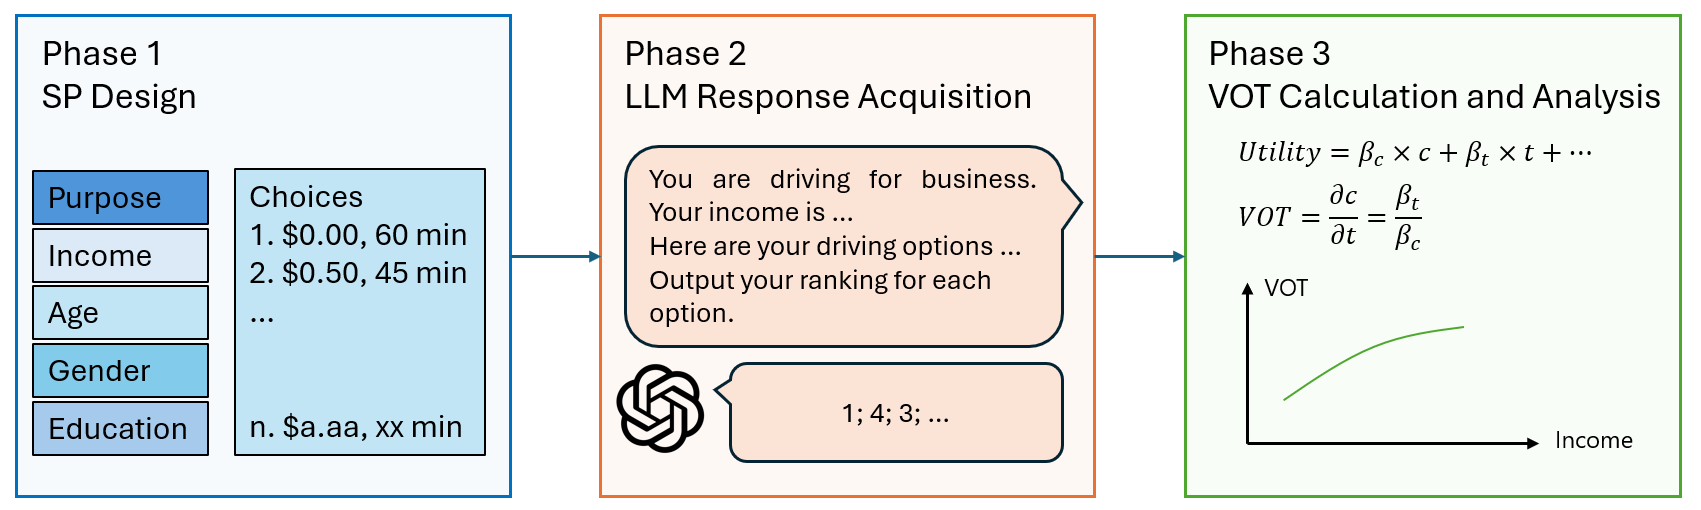 Phase 1
SP Design
Purpose
Income
Age
Gender
Education
Choices
1. $0.00, 60 min
2. $0.50, 45 min
...
n. $a.aa, xx min
Phase 2
LLM Response Acquisition
You are driving for business.
Your income is ...
Here are your driving options ...
Output your ranking for each
option.
1; 4; 3; ...
Phase 3
VOT Calculation and Analysis
Utility = β_c × c + β_t × t + ⋯
VOT = ∂c/∂t = β_t/β_c
VOT
Income